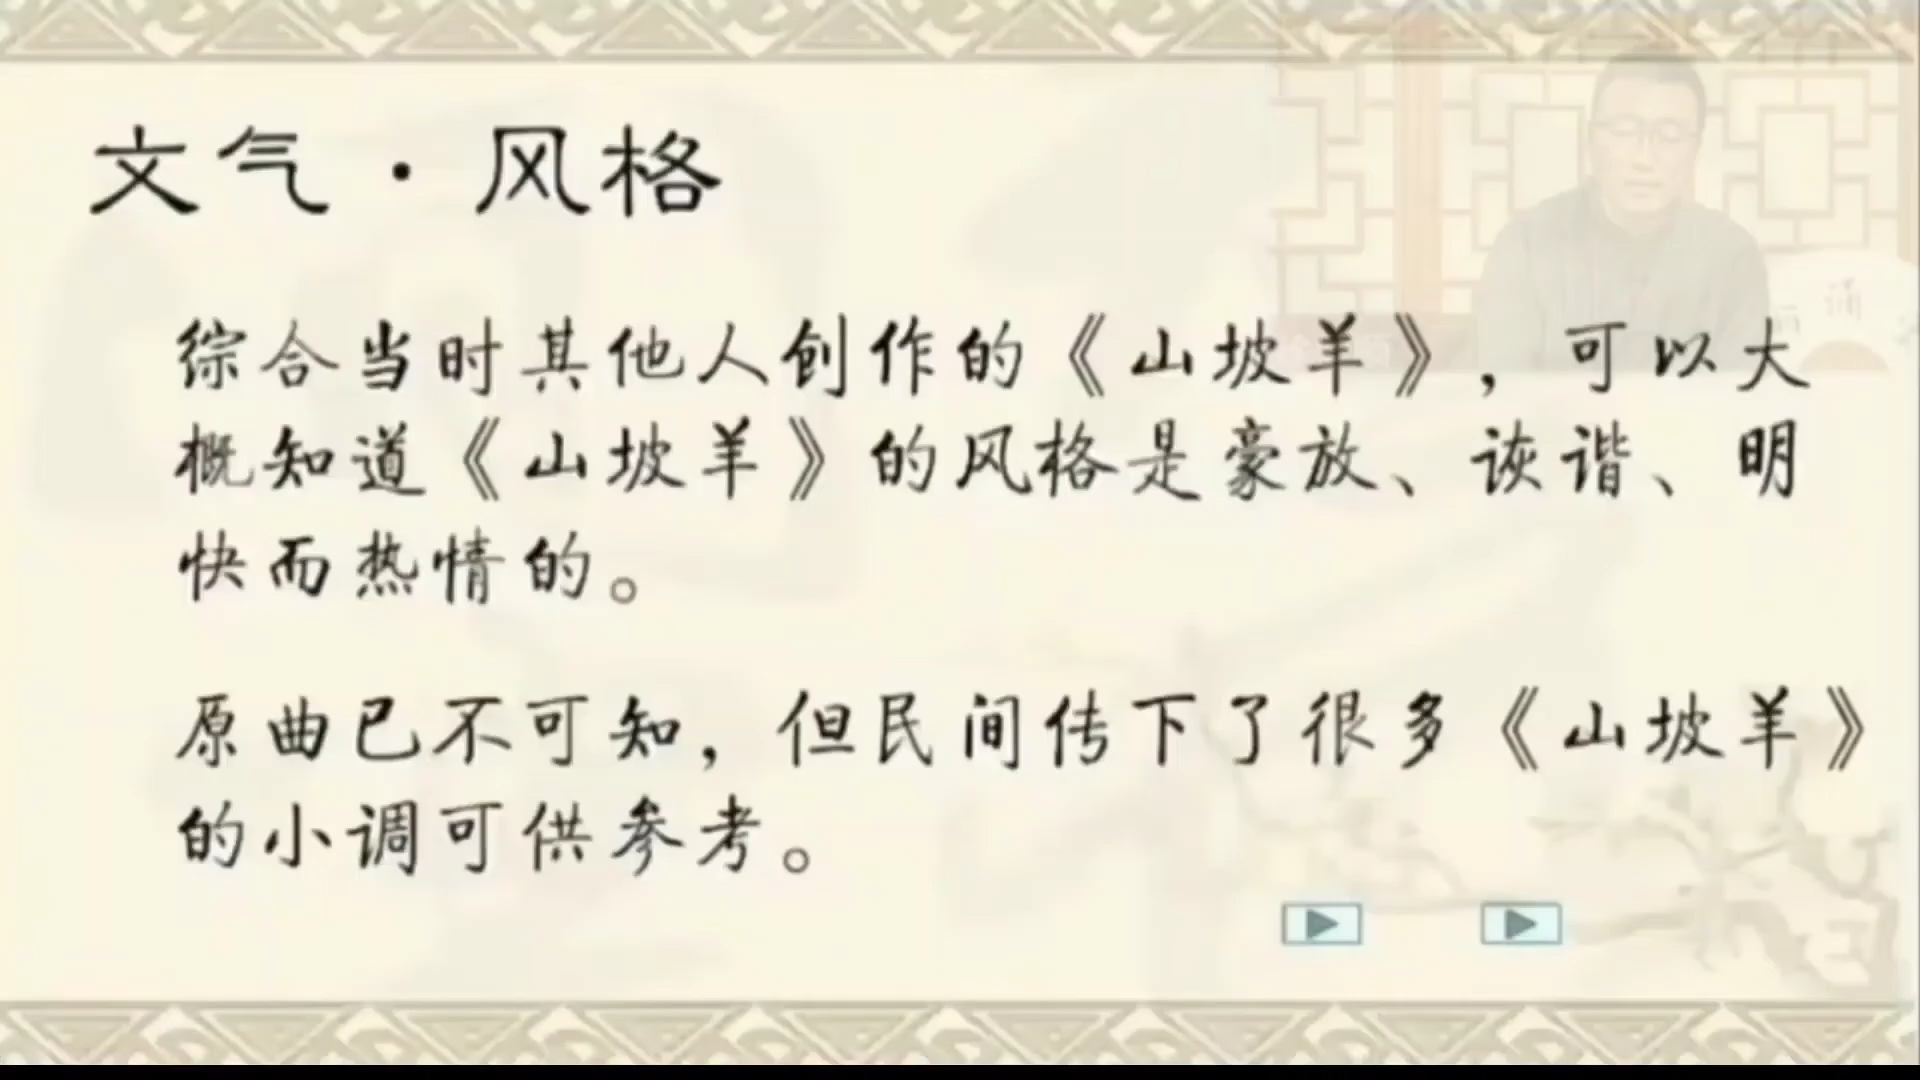 文气·风格
综合当时其他人创作的《山坡羊》，可以大
概知道《山坡羊》的风格是豪放、诙谐、明
快而热情的。
原曲已不可知，但民间传下了很多《山坡羊》
的小调可供参考。
诵